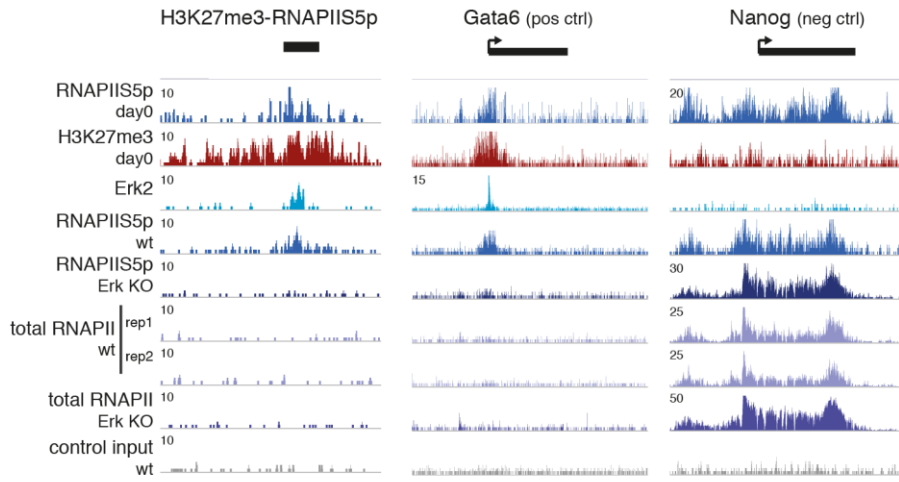 H3K27me3-RNAPIIS5p Gata6 (pos ctrl) Nanog (neg ctrl)
RNAPIIS5p 10 20
day0
H3K27me3 10
day0
Erk2 10 15
RNAPIIS5p 10
wt
RNAPIIS5p 10 30
Erk KO
total RNAPII wt rep1 10 25
rep2 10 25
total RNAPII 10 50
Erk KO
control input 10
wt